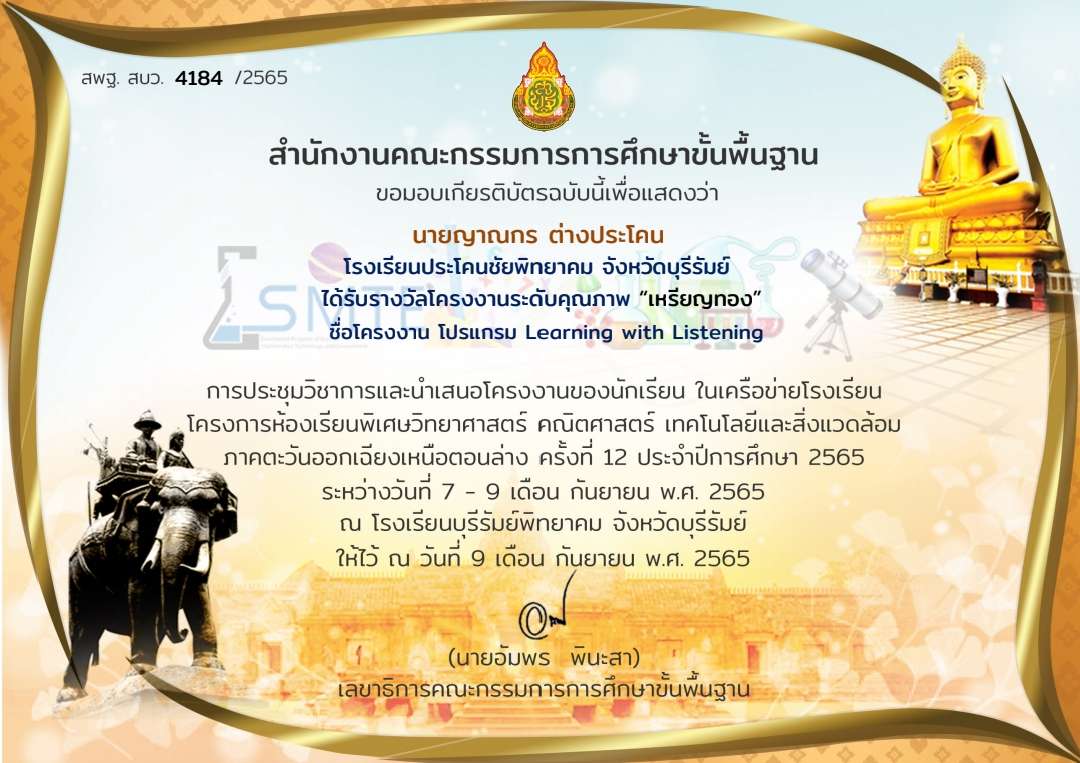 สพฐ. สบว. 4184 /2565
สำนักงานคณะกรรมการการศึกษาขั้นพื้นฐาน
ขอมอบเกียรติบัตรฉบับนี้เพื่อแสดงว่า
นายญาณกร ต่างประโคน
โรงเรียนประโคนชัยพิทยาคม จังหวัดบุรีรัมย์
ได้รับรางวัลโครงงานระดับคุณภาพ “เหรียญทอง”
ชื่อโครงงาน โปรแกรม Learning with Listening
SMTE
การประชุมวิชาการและนำเสนอโครงงานของนักเรียน ในเครือข่ายโรงเรียน
โครงการห้องเรียนพิเศษวิทยาศาสตร์ คณิตศาสตร์ เทคโนโลยีและสิ่งแวดล้อม
ภาคตะวันออกเฉียงเหนือตอนล่าง ครั้งที่ 12 ประจำปีการศึกษา 2565
ระหว่างวันที่ 7 - 9 เดือน กันยายน พ.ศ. 2565
ณ โรงเรียนบุรีรัมย์พิทยาคม จังหวัดบุรีรัมย์
ให้ไว้ ณ วันที่ 9 เดือน กันยายน พ.ศ. 2565
(นายอัมพร พินะสา)
เลขาธิการคณะกรรมการการศึกษาขั้นพื้นฐาน